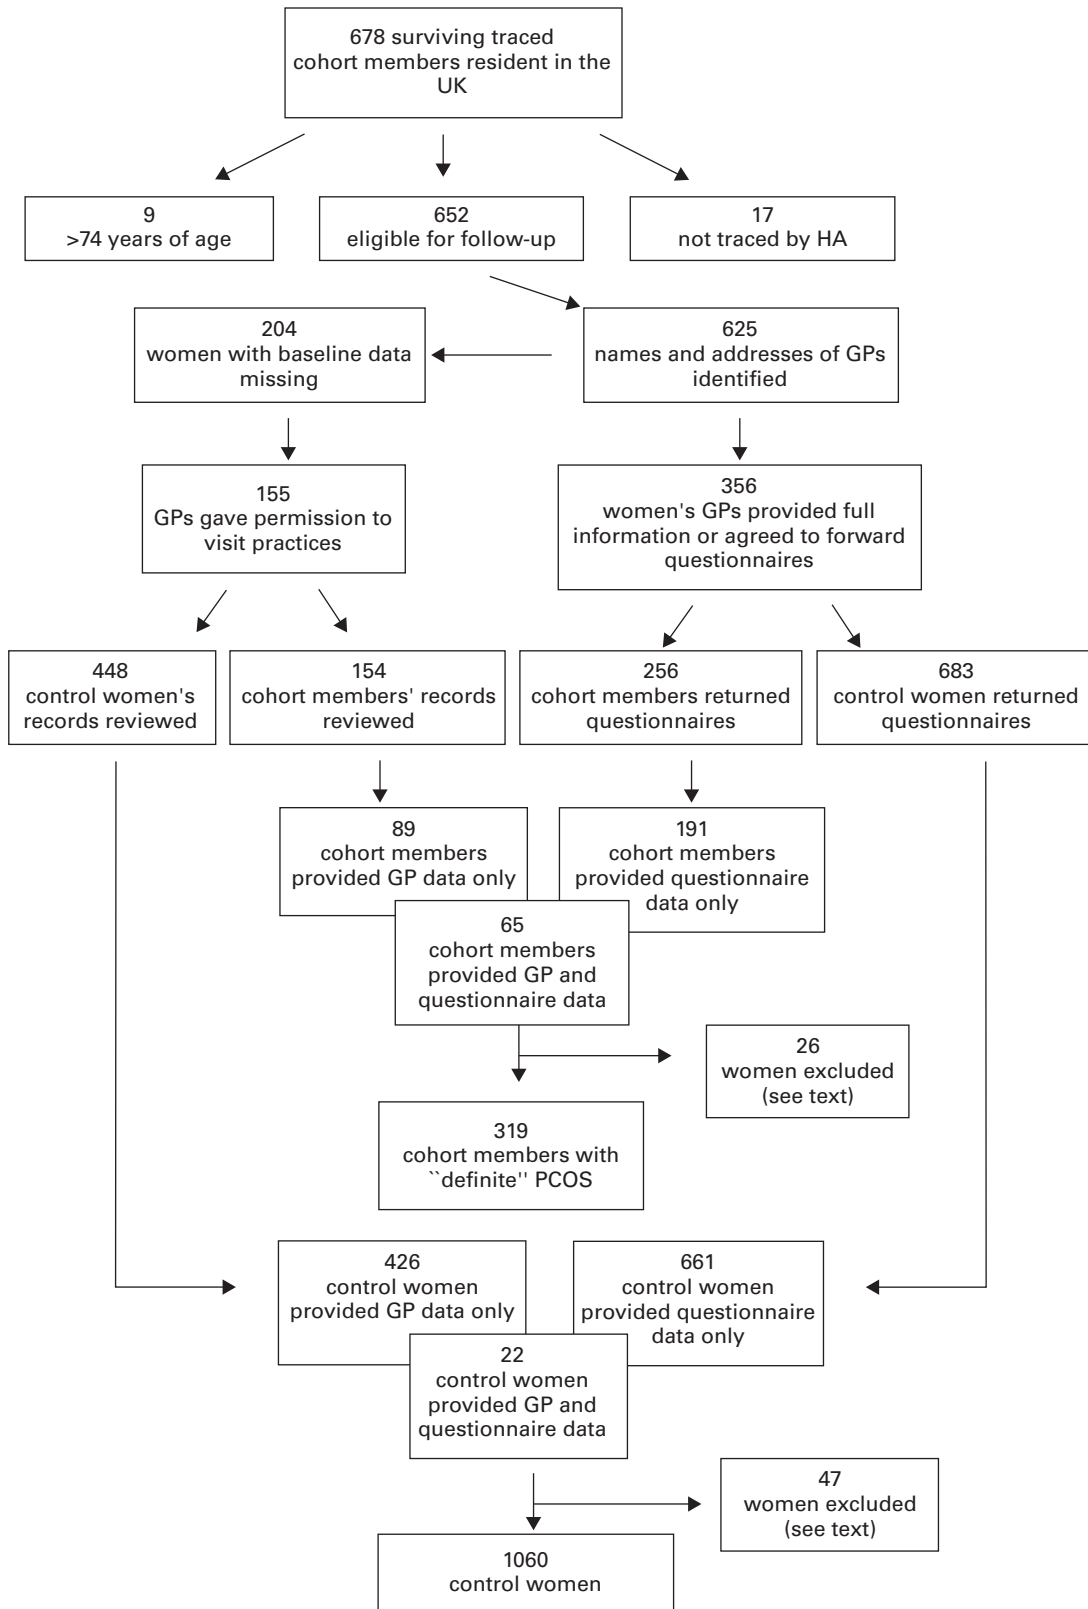 678 surviving traced
cohort members resident in the
UK
9
>74 years of age
652
eligible for follow-up
17
not traced by HA
204
women with baseline data
missing
625
names and addresses of GPs
identified
155
GPs gave permission to
visit practices
356
women's GPs provided full
information or agreed to forward
questionnaires
448
control women's
records reviewed
154
cohort members' records
reviewed
256
cohort members returned
questionnaires
683
control women returned
questionnaires
89
cohort members
provided GP data only
191
cohort members
provided questionnaire
data only
65
cohort members
provided GP and
questionnaire data
26
women excluded
(see text)
319
cohort members with
``definite'' PCOS
426
control women
provided GP data only
661
control women
provided questionnaire
data only
22
control women
provided GP and
questionnaire data
47
women excluded
(see text)
1060
control women